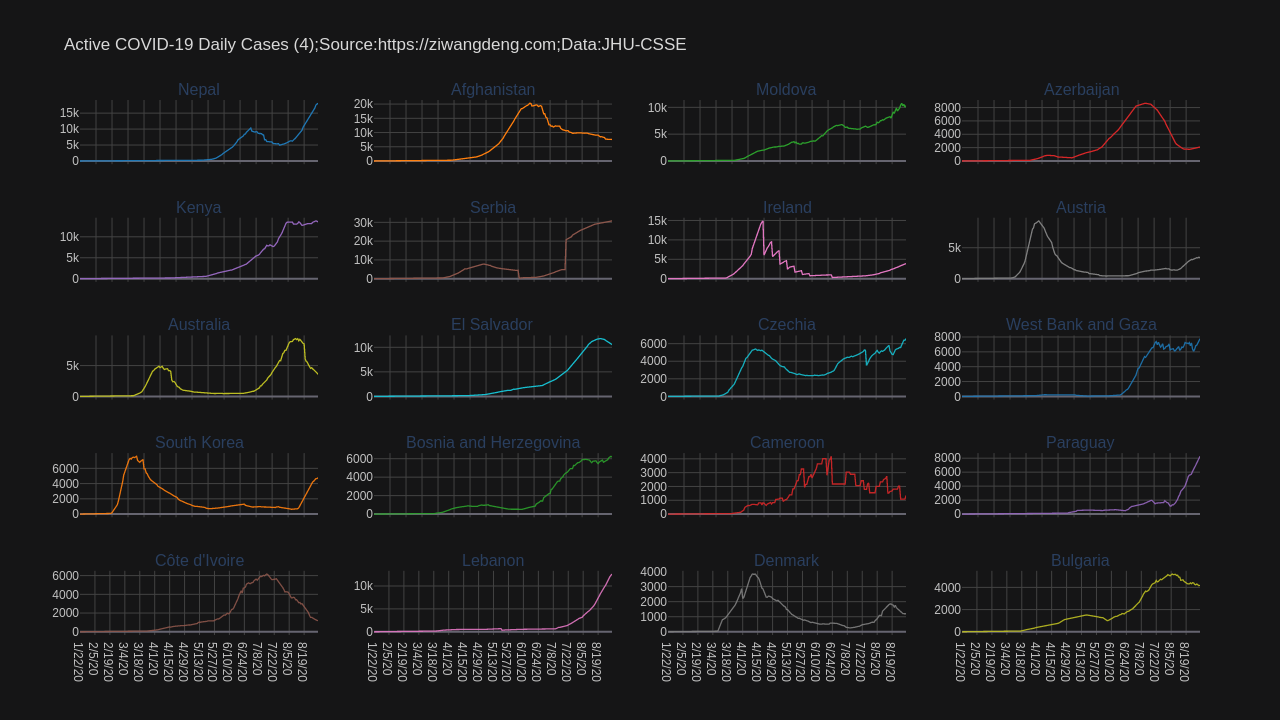 Active COVID-19 Daily Cases (4);Source:https://ziwangdeng.com;Data:JHU-CSSE
Nepal
15k
10k
5k
0
Afghanistan
20k
15k
10k
5k
0
Moldova
10k
5k
0
Azerbaijan
8000
6000
4000
2000
0
Kenya
10k
5k
0
Serbia
30k
20k
10k
0
Ireland
15k
10k
5k
0
Austria
5k
0
Australia
5k
0
El Salvador
10k
5k
0
Czechia
6000
4000
2000
0
West Bank and Gaza
8000
6000
4000
2000
0
South Korea
6000
4000
2000
0
Bosnia and Herzegovina
6000
4000
2000
0
Cameroon
4000
3000
2000
1000
0
Paraguay
8000
6000
4000
2000
0
Côte d'Ivoire
6000
4000
2000
0
1/22/20 2/5/20 2/19/20 3/4/20 3/18/20 4/1/20 4/15/20 4/29/20 5/13/20 5/27/20 6/10/20 6/24/20 7/8/20 7/22/20 8/5/20 8/19/20
Lebanon
10k
5k
0
1/22/20 2/5/20 2/19/20 3/4/20 3/18/20 4/1/20 4/15/20 4/29/20 5/13/20 5/27/20 6/10/20 6/24/20 7/8/20 7/22/20 8/5/20 8/19/20
Denmark
4000
3000
2000
1000
0
1/22/20 2/5/20 2/19/20 3/4/20 3/18/20 4/1/20 4/15/20 4/29/20 5/13/20 5/27/20 6/10/20 6/24/20 7/8/20 7/22/20 8/5/20 8/19/20
Bulgaria
4000
2000
0
1/22/20 2/5/20 2/19/20 3/4/20 3/18/20 4/1/20 4/15/20 4/29/20 5/13/20 5/27/20 6/10/20 6/24/20 7/8/20 7/22/20 8/5/20 8/19/20